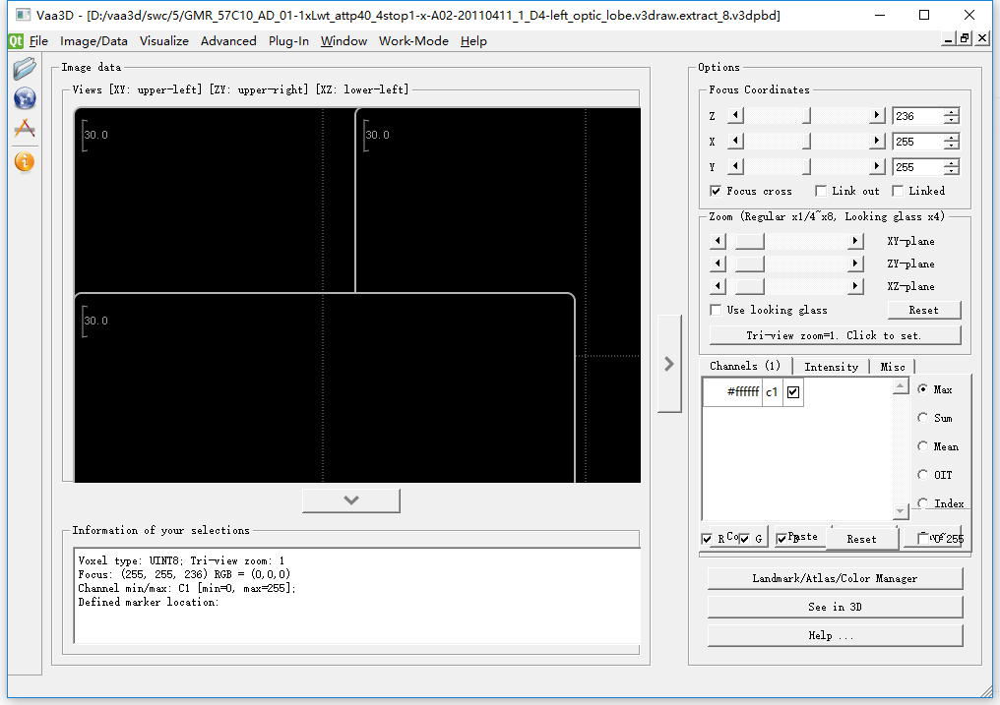 Vaa3D - [D:/vaa3d/swc/5/GMR_57C10_AD_01-1xLwt_attp40_4stop1-x-A02-20110411_1_D4-left_optic_lobe.v3draw.extract_8.v3dpbd]
Qt File Image/Data Visualize Advanced Plug-In Window Work-Mode Help
Image data
Views [XY: upper-left] [ZY: upper-right] [XZ: lower-left]
30.0
30.0
30.0
Information of your selections
Voxel type: UINT8; Tri-view zoom: 1
Focus: (255, 255, 236) RGB = (0,0,0)
Channel min/max: C1 [min=0, max=255];
Defined marker location:
Options
Focus Coordinates
Z 236
X 255
Y 255
Focus cross Link out Linked
Zoom (Regular x1/4~x8, Looking glass x4)
XY-plane
ZY-plane
XZ-plane
Use looking glass Reset
Tri-view zoom=1. Click to set.
Channels (1) Intensity Misc
#ffffff c1
Max
Sum
Mean
OIT
Index
R G Paste Reset 0~255
Landmark/Atlas/Color Manager
See in 3D
Help ...